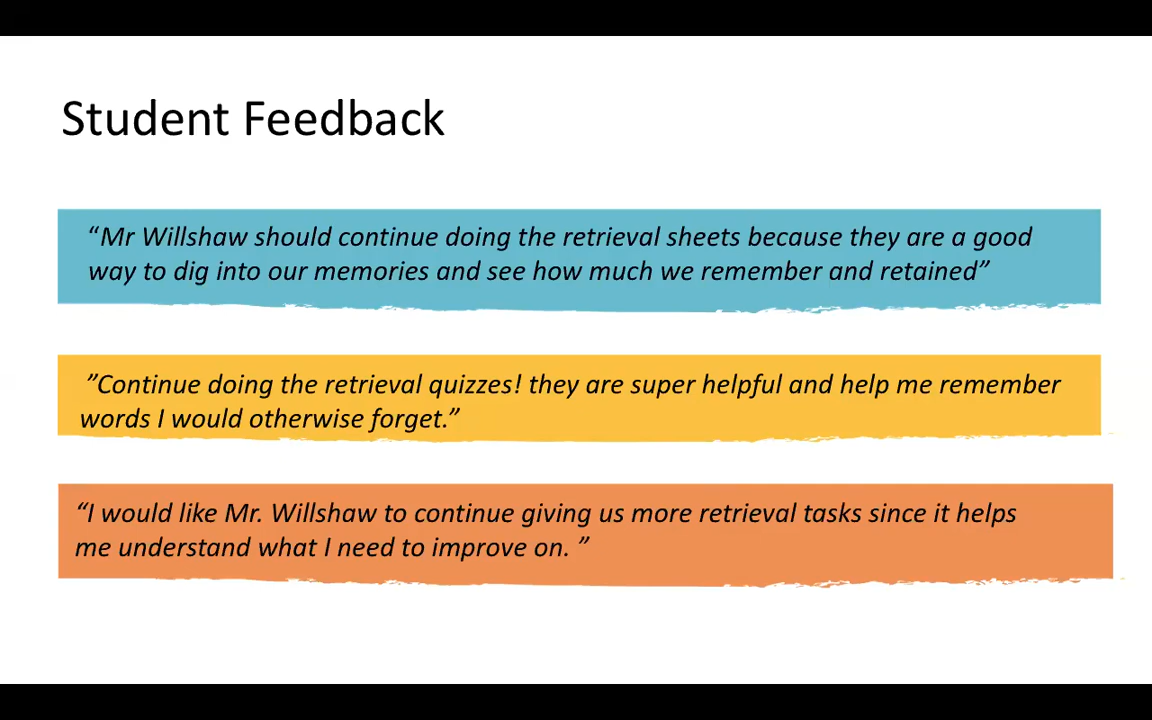 Student Feedback
“Mr Willshaw should continue doing the retrieval sheets because they are a good
way to dig into our memories and see how much we remember and retained”
”Continue doing the retrieval quizzes! they are super helpful and help me remember
words I would otherwise forget.”
“I would like Mr. Willshaw to continue giving us more retrieval tasks since it helps
me understand what I need to improve on. ”